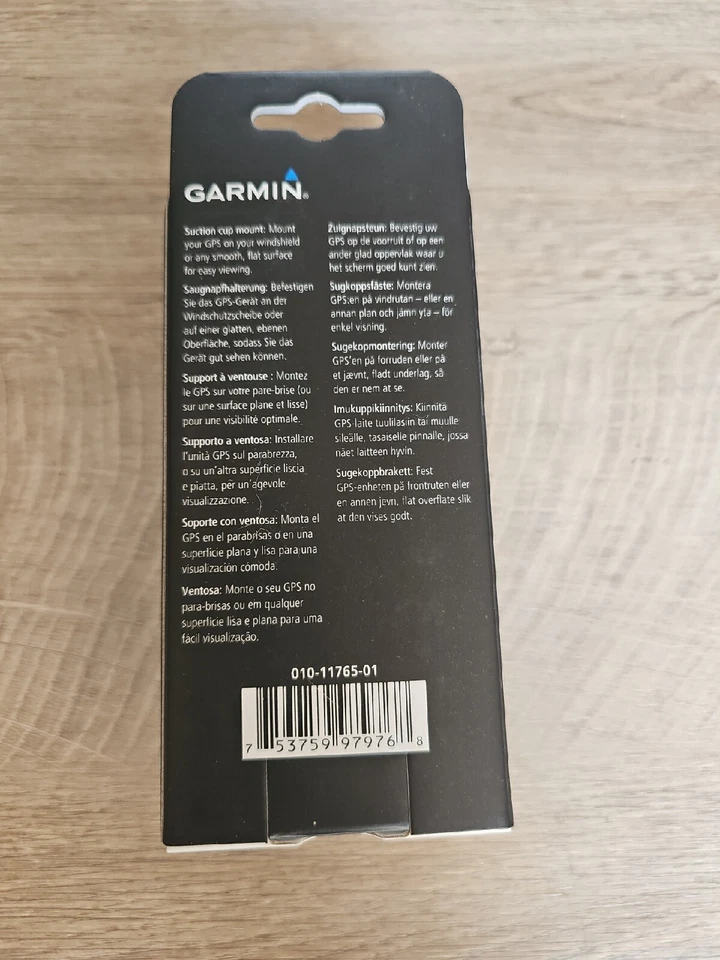 GARMIN®
Suction cup mount: Mount
your GPS on your windshield
or any smooth, flat surface
for easy viewing.
Saugnapfhalterung: Befestigen
Sie das GPS-Gerät an der
Windschutzscheibe oder
auf einer glatten, ebenen
Oberfläche, sodass Sie das
Gerät gut sehen können.
Support à ventouse : Montez
le GPS sur votre pare-brise (ou
sur une surface plane et lisse)
pour une visibilité optimale.
Supporto a ventosa: Installare
l'unità GPS sul parabrezza,
o su un'altra superficie liscia
e piatta, per un'agevole
visualizzazione.
Soporte con ventosa: Monta el
GPS en el parabrisas o en una
superficie plana y lisa para una
visualización cómoda.
Ventosa: Monte o seu GPS no
para-brisas ou em qualquer
superfície lisa e plana para uma
fácil visualização.
Zuignapsteun: Bevestig uw
GPS op de voorruit of op een
ander glad oppervlak waar u
het scherm goed kunt zien.
Sugkoppsfäste: Montera
GPS:en på vindrutan – eller en
annan plan och jämn yta – för
enkel visning.
Sugekopmontering: Monter
GPS'en på forruden eller på
et jævnt, fladt underlag, så
den er nem at se.
Imukuppikiinnitys: Kiinnitä
GPS-laite tuulilasiin tai muulle
sileälle, tasaiselle pinnalle, jossa
näet laitteen hyvin.
Sugekoppbrakett: Fest
GPS-enheten på frontruten eller
en annen jevn, flat overflate slik
at den vises godt.
010-11765-01
7 53759 97976 8